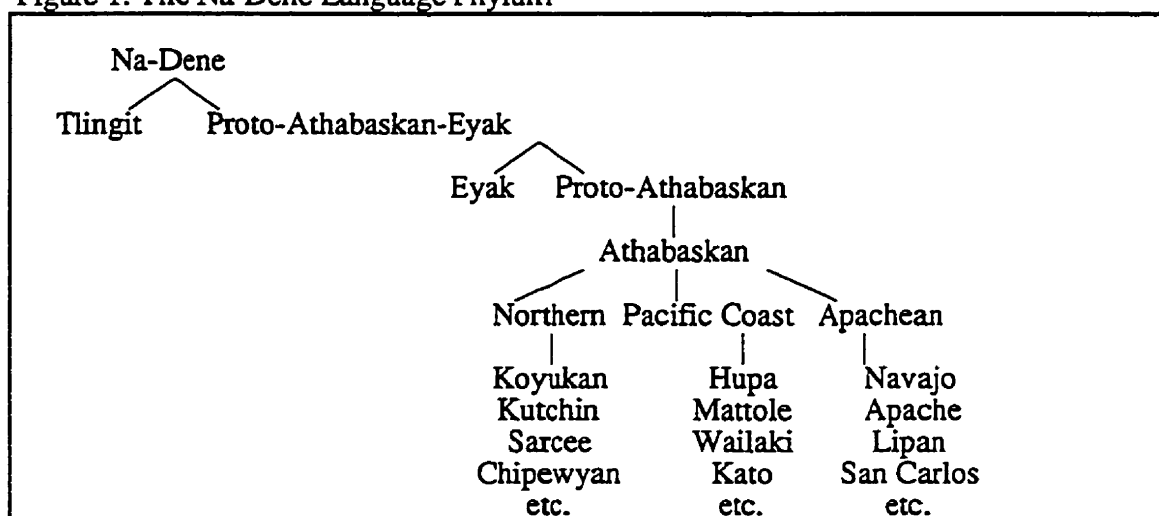 Figure 1. The Na-Dene Language Phylum
Na-Dene
Tlingit Proto-Athabaskan-Eyak
Eyak Proto-Athabaskan
Athabaskan
Northern Pacific Coast Apachean
Koyukan Hupa Navajo
Kutchin Mattole Apache
Sarcee Wailaki Lipan
Chipewyan Kato San Carlos
etc. etc. etc.